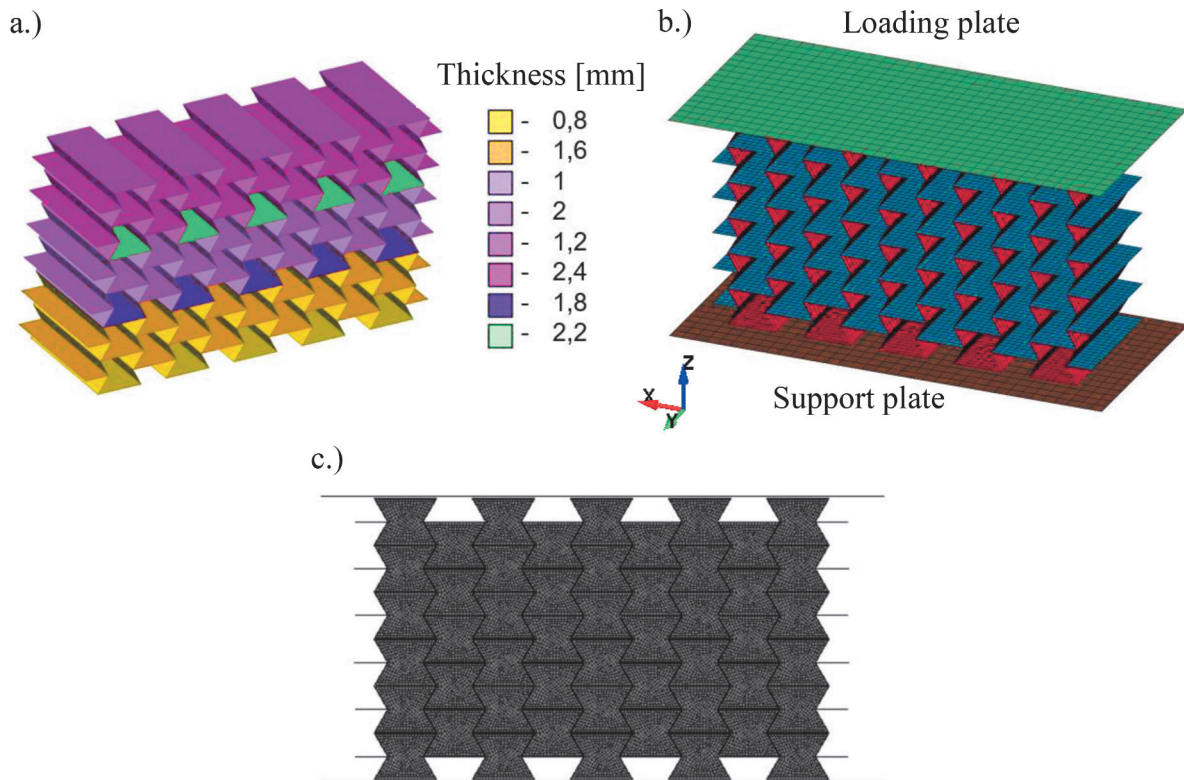 a.)
Thickness [mm]
- 0,8
- 1,6
- 1
- 2
- 1,2
- 2,4
- 1,8
- 2,2
b.)
Loading plate
Z
X
Y
Support plate
c.)